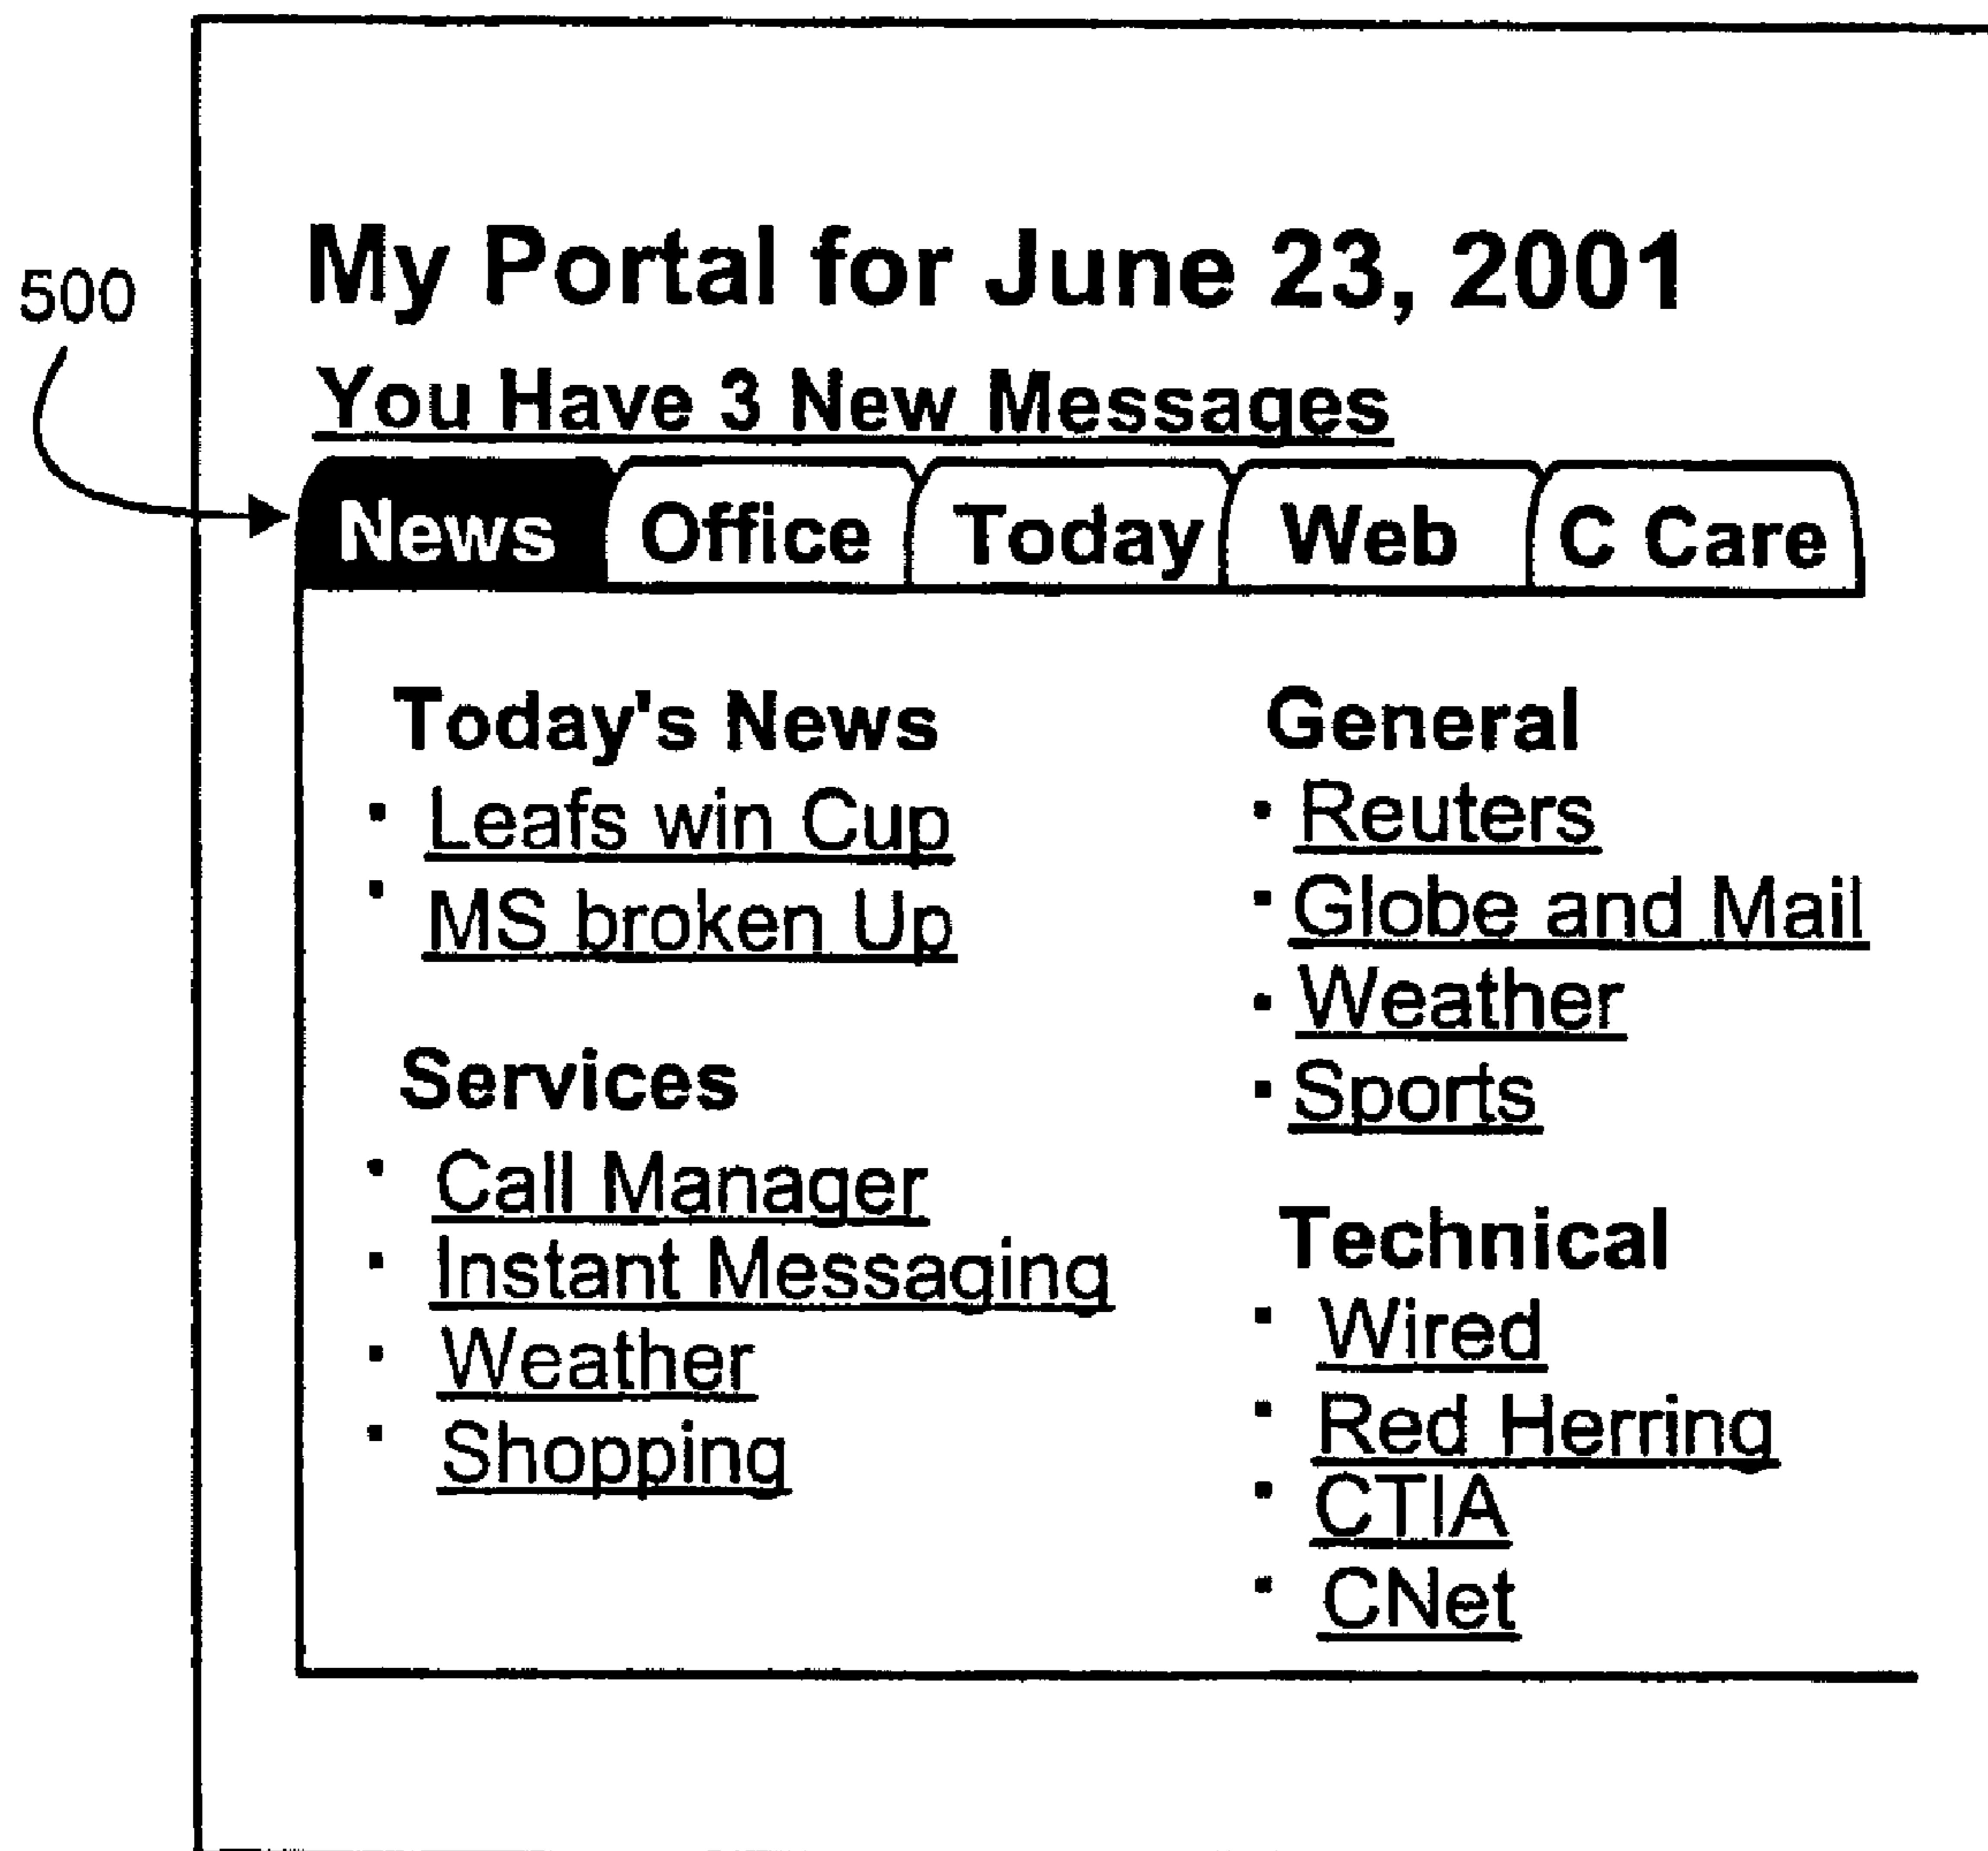 500
My Portal for June 23, 2001
You Have 3 New Messages
News Office Today Web C Care
Today's News
· Leafs win Cup
· MS broken Up
Services
· Call Manager
· Instant Messaging
· Weather
· Shopping
General
· Reuters
· Globe and Mail
· Weather
· Sports
Technical
· Wired
· Red Herring
· CTIA
· CNet